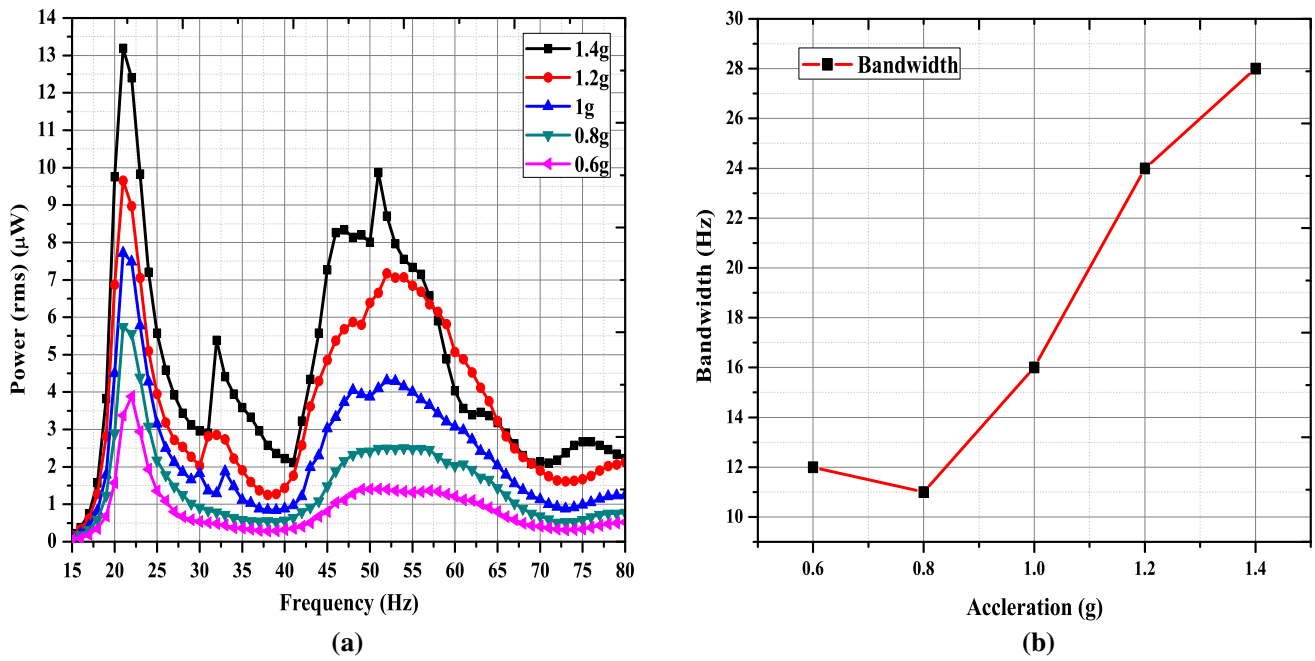 14
13
12
11
10
9
8
7
6
5
4
3
2
1
0
Power (rms) (µW)
1.4g
1.2g
1g
0.8g
0.6g
15 20 25 30 35 40 45 50 55 60 65 70 75 80
Frequency (Hz)
(a)
30
28
26
24
22
20
18
16
14
12
10
Bandwidth (Hz)
Bandwidth
0.6 0.8 1.0 1.2 1.4
Accleration (g)
(b)